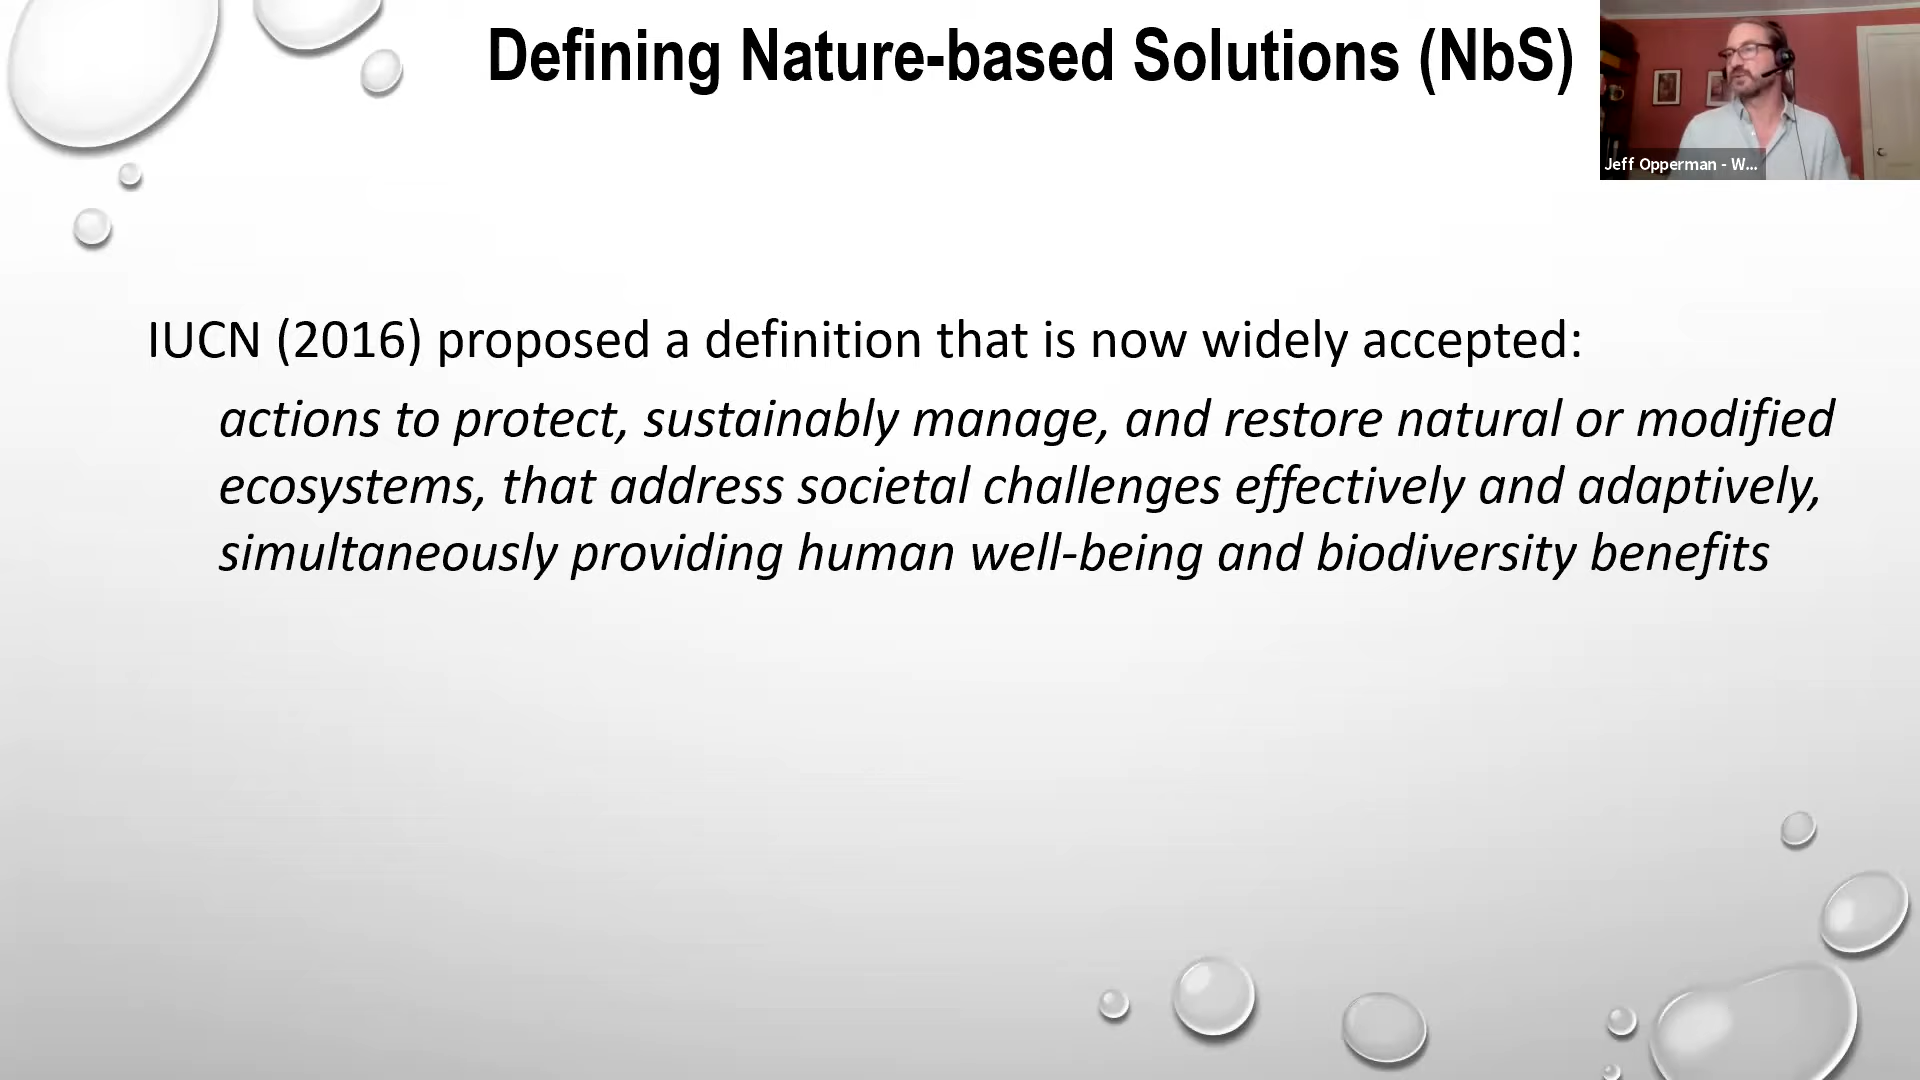 Defining Nature-based Solutions (NbS)
Jeff Opperman - W...
IUCN (2016) proposed a definition that is now widely accepted:
actions to protect, sustainably manage, and restore natural or modified
ecosystems, that address societal challenges effectively and adaptively,
simultaneously providing human well-being and biodiversity benefits